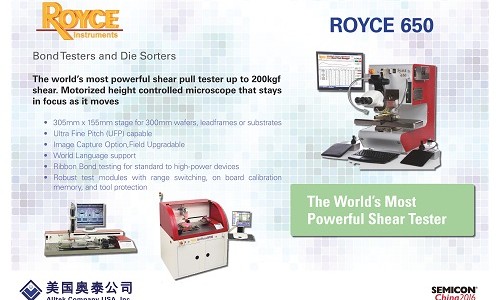 ROYCE
Instruments
ROYCE 650
Bond Testers and Die Sorters
The world's most powerful shear pull tester up to 200kgf
shear. Motorized height controlled microscope that stays
in focus as it moves
• 305mm x 155mm stage for 300mm wafers, leadframes or substrates
• Ultra Fine Pitch (UFP) capable
• Image Capture Option,Field Upgradable
• World Language support
• Ribbon Bond testing for standard to high-power devices
• Robust test modules with range switching, on board calibration
memory, and tool protection
The World's Most
Powerful Shear Tester
美国奥泰公司
Alltek Company USA, Inc
SEMICON
China2016